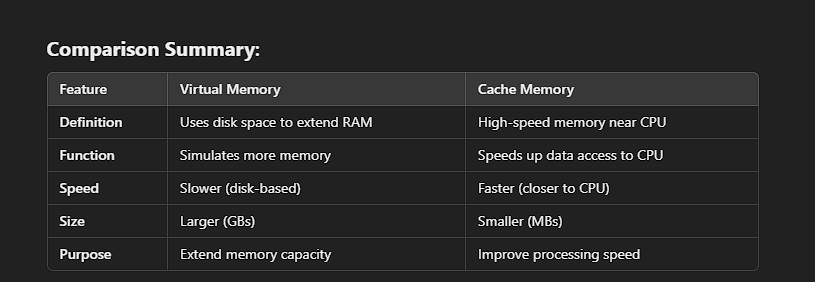 Comparison Summary:
Feature Virtual Memory Cache Memory
Definition Uses disk space to extend RAM High-speed memory near CPU
Function Simulates more memory Speeds up data access to CPU
Speed Slower (disk-based) Faster (closer to CPU)
Size Larger (GBs) Smaller (MBs)
Purpose Extend memory capacity Improve processing speed